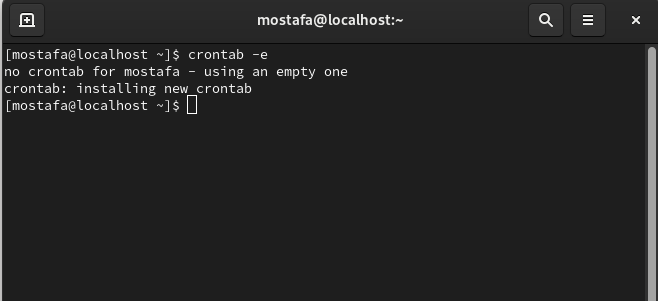 mostafa@localhost:~
[mostafa@localhost ~]$ crontab -e
no crontab for mostafa - using an empty one
crontab: installing new crontab
[mostafa@localhost ~]$